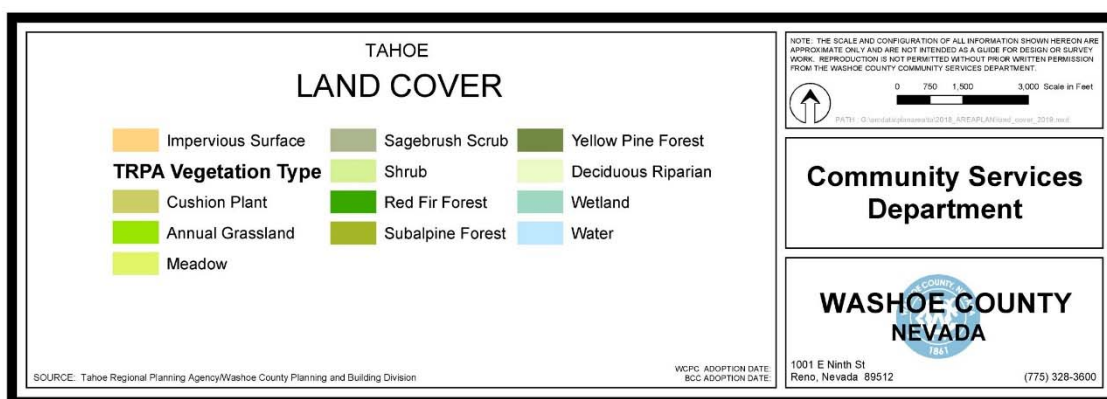 TAHOE
LAND COVER
Impervious Surface
TRPA Vegetation Type
Cushion Plant
Annual Grassland
Meadow
Sagebrush Scrub
Shrub
Red Fir Forest
Subalpine Forest
Yellow Pine Forest
Deciduous Riparian
Wetland
Water
SOURCE: Tahoe Regional Planning Agency/Washoe County Planning and Building Division
WCPC ADOPTION DATE:
BCC ADOPTION DATE:
NOTE: THE SCALE AND CONFIGURATION OF ALL INFORMATION SHOWN HEREON ARE
APPROXIMATE ONLY AND ARE NOT INTENDED AS A GUIDE FOR DESIGN OR SURVEY
WORK. REPRODUCTION IS NOT PERMITTED WITHOUT PRIOR WRITTEN PERMISSION
FROM THE WASHOE COUNTY COMMUNITY SERVICES DEPARTMENT.
0 750 1,500 3,000 Scale in Feet
PATH :
Community Services
Department
WASHOE COUNTY
NEVADA
1861
1001 E Ninth St
Reno, Nevada 89512
(775) 328-3600